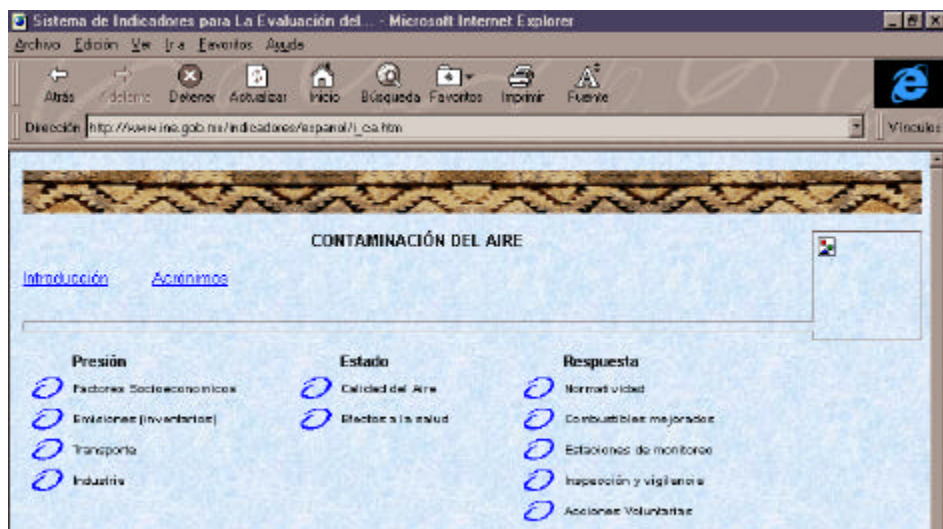 Sistema de Indicadores para La Evaluación del ... - Microsoft Internet Explorer
Archivo Edición Ver Ir a Favoritos Ayuda
Atrás Adelante Detener Actualizar Inicio Búsqueda Favoritos Imprimir Fuente
Dirección http://www.ine.gob.mx/indicadores/espanol/i_ca.htm Vínculos
CONTAMINACIÓN DEL AIRE
Introducción Acrónimos
Presión Estado Respuesta
Factores Socioeconomicos Calidad del Aire Normatividad
Emisiones (inventarios) Efectos a la salud Combustibles mejorados
Transporte Estaciones de monitoreo
Industria Inspección y vigilancia
Acciones Voluntarias